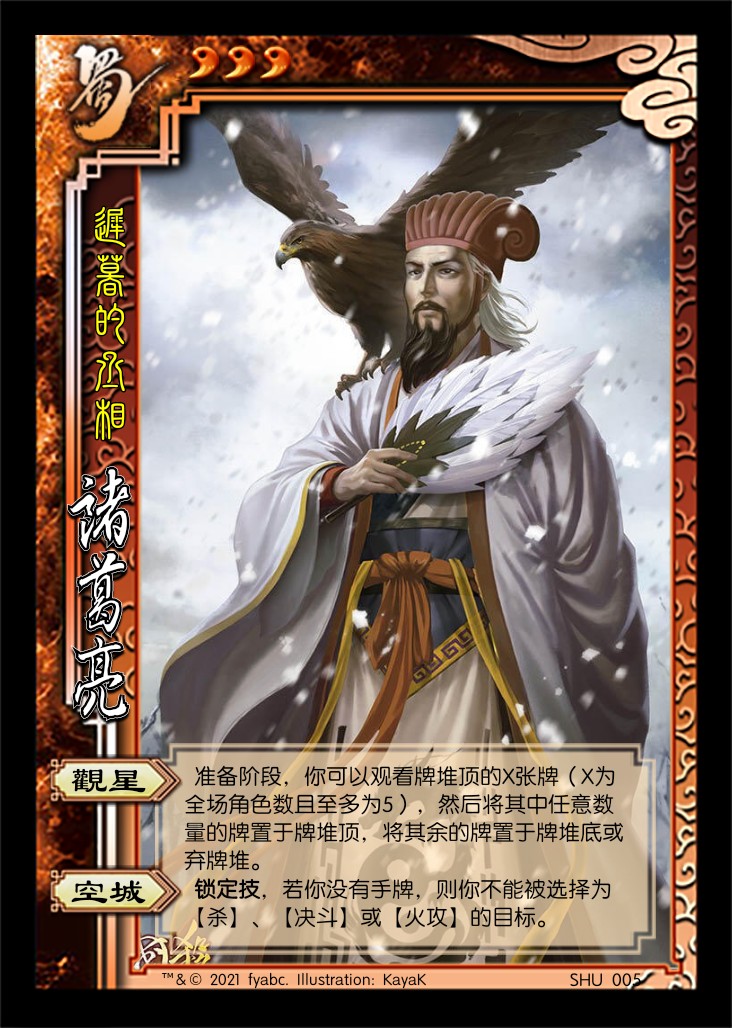 蜀
遲暮的丞相
諸葛亮
觀星
准备阶段，你可以观看牌堆顶的X张牌（X为
全场角色数目至多为5），然后将其中任意数
量的牌置于牌堆顶，将其余的牌置于牌堆底或
弃牌堆。
空城
锁定技，若你没有手牌，则你不能被选择为
【杀】、【决斗】或【火攻】的目标。
™&© 2021 fyabc. Illustration: KayaK
SHU 005